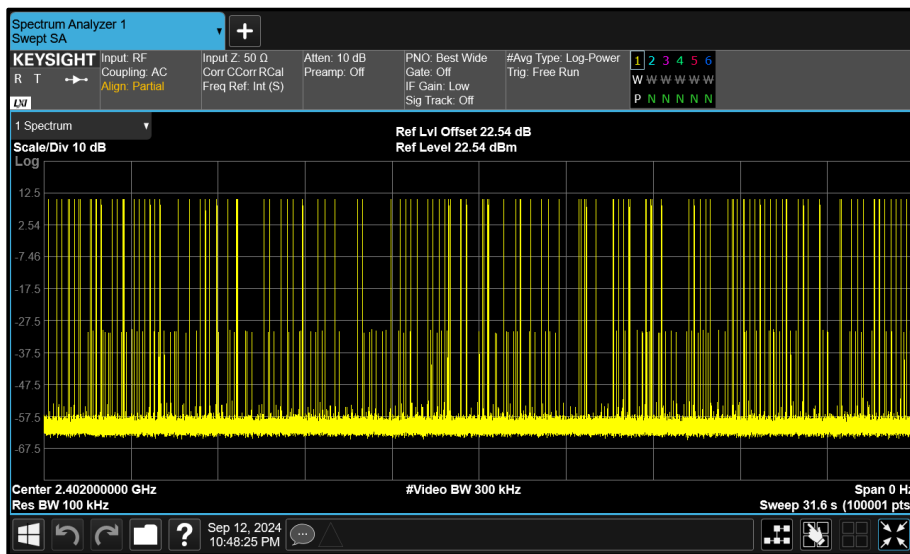 Spectrum Analyzer 1
Swept SA
KEYSIGHT
R T
LXI
Input: RF
Coupling: AC
Align: Partial
Input Z: 50 Ω
Corr CCorr RCal
Freq Ref: Int (S)
Atten: 10 dB
Preamp: Off
PNO: Best Wide
Gate: Off
IF Gain: Low
Sig Track: Off
#Avg Type: Log-Power
Trig: Free Run
1 2 3 4 5 6
W W W W W W
P N N N N N
1 Spectrum
Scale/Div 10 dB
Ref Lvl Offset 22.54 dB
Ref Level 22.54 dBm
Log
12.5
2.54
-7.46
-17.5
-27.5
-37.5
-47.5
-57.5
-67.5
Center 2.402000000 GHz
#Video BW 300 kHz
Span 0 Hz
Res BW 100 kHz
Sweep 31.6 s (100001 pts
?
Sep 12, 2024
10:48:25 PM